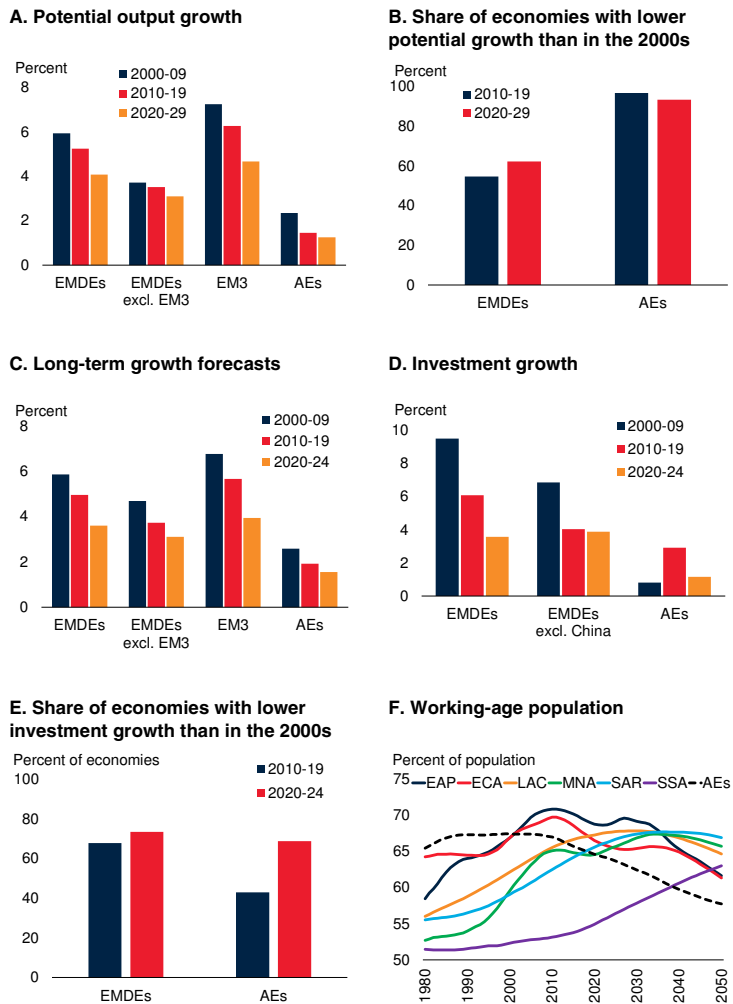 A. Potential output growth
Percent
2000-09
2010-19
2020-29
8
6
4
2
0
EMDEs
EMDEs
excl. EM3
EM3
AEs
B. Share of economies with lower
potential growth than in the 2000s
Percent
2010-19
2020-29
100
80
60
40
20
0
EMDEs
AEs
C. Long-term growth forecasts
Percent
2000-09
2010-19
2020-24
8
6
4
2
0
EMDEs
EMDEs
excl. EM3
EM3
AEs
D. Investment growth
Percent
2000-09
2010-19
2020-24
10
8
6
4
2
0
EMDEs
EMDEs
excl. China
AEs
E. Share of economies with lower
investment growth than in the 2000s
Percent of economies
2010-19
2020-24
100
80
60
40
20
0
EMDEs
AEs
F. Working-age population
Percent of population
EAP ECA LAC MNA SAR SSA AEs
75
70
65
60
55
50
1980
1990
2000
2010
2020
2030
2040
2050